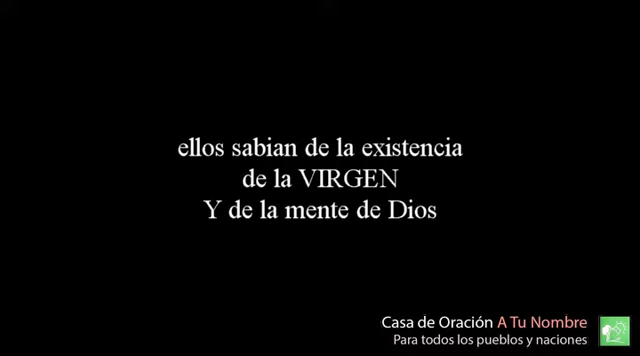 ellos sabian de la existencia
de la VIRGEN
Y de la mente de Dios
Casa de Oración A Tu Nombre
Para todos los pueblos y naciones